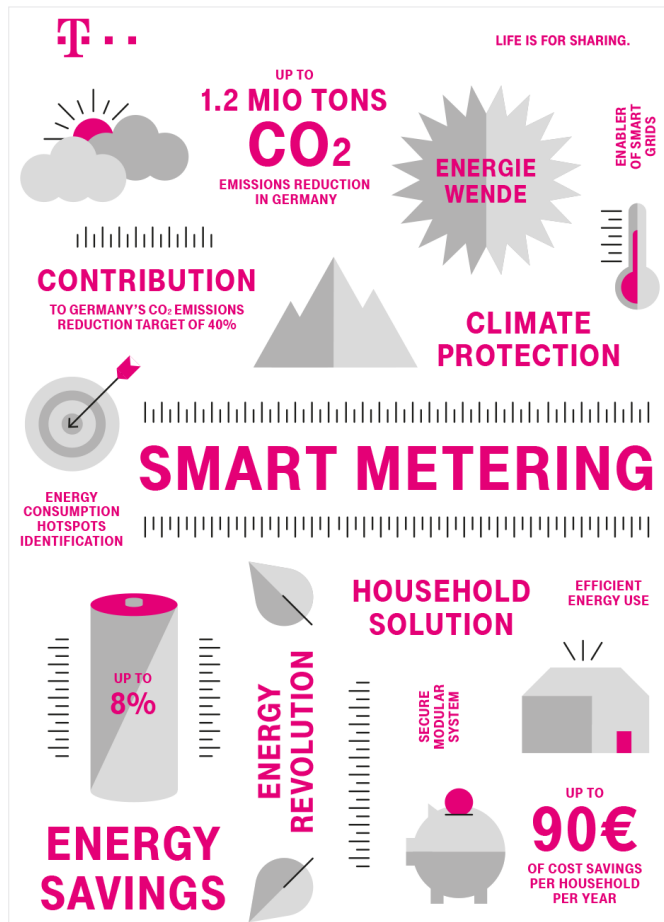 T
LIFE IS FOR SHARING.
UP TO
1.2 MIO TONS
CO₂
EMISSIONS REDUCTION
IN GERMANY
ENERGIE
WENDE
ENABLER
OF SMART
GRIDS
CONTRIBUTION
TO GERMANY'S CO₂ EMISSIONS
REDUCTION TARGET OF 40%
CLIMATE
PROTECTION
SMART METERING
ENERGY
CONSUMPTION
HOTSPOTS
IDENTIFICATION
HOUSEHOLD
SOLUTION
EFFICIENT
ENERGY USE
UP TO
8%
ENERGY
REVOLUTION
SECURE
MODULAR
SYSTEM
ENERGY
SAVINGS
UP TO
90€
OF COST SAVINGS
PER HOUSEHOLD
PER YEAR